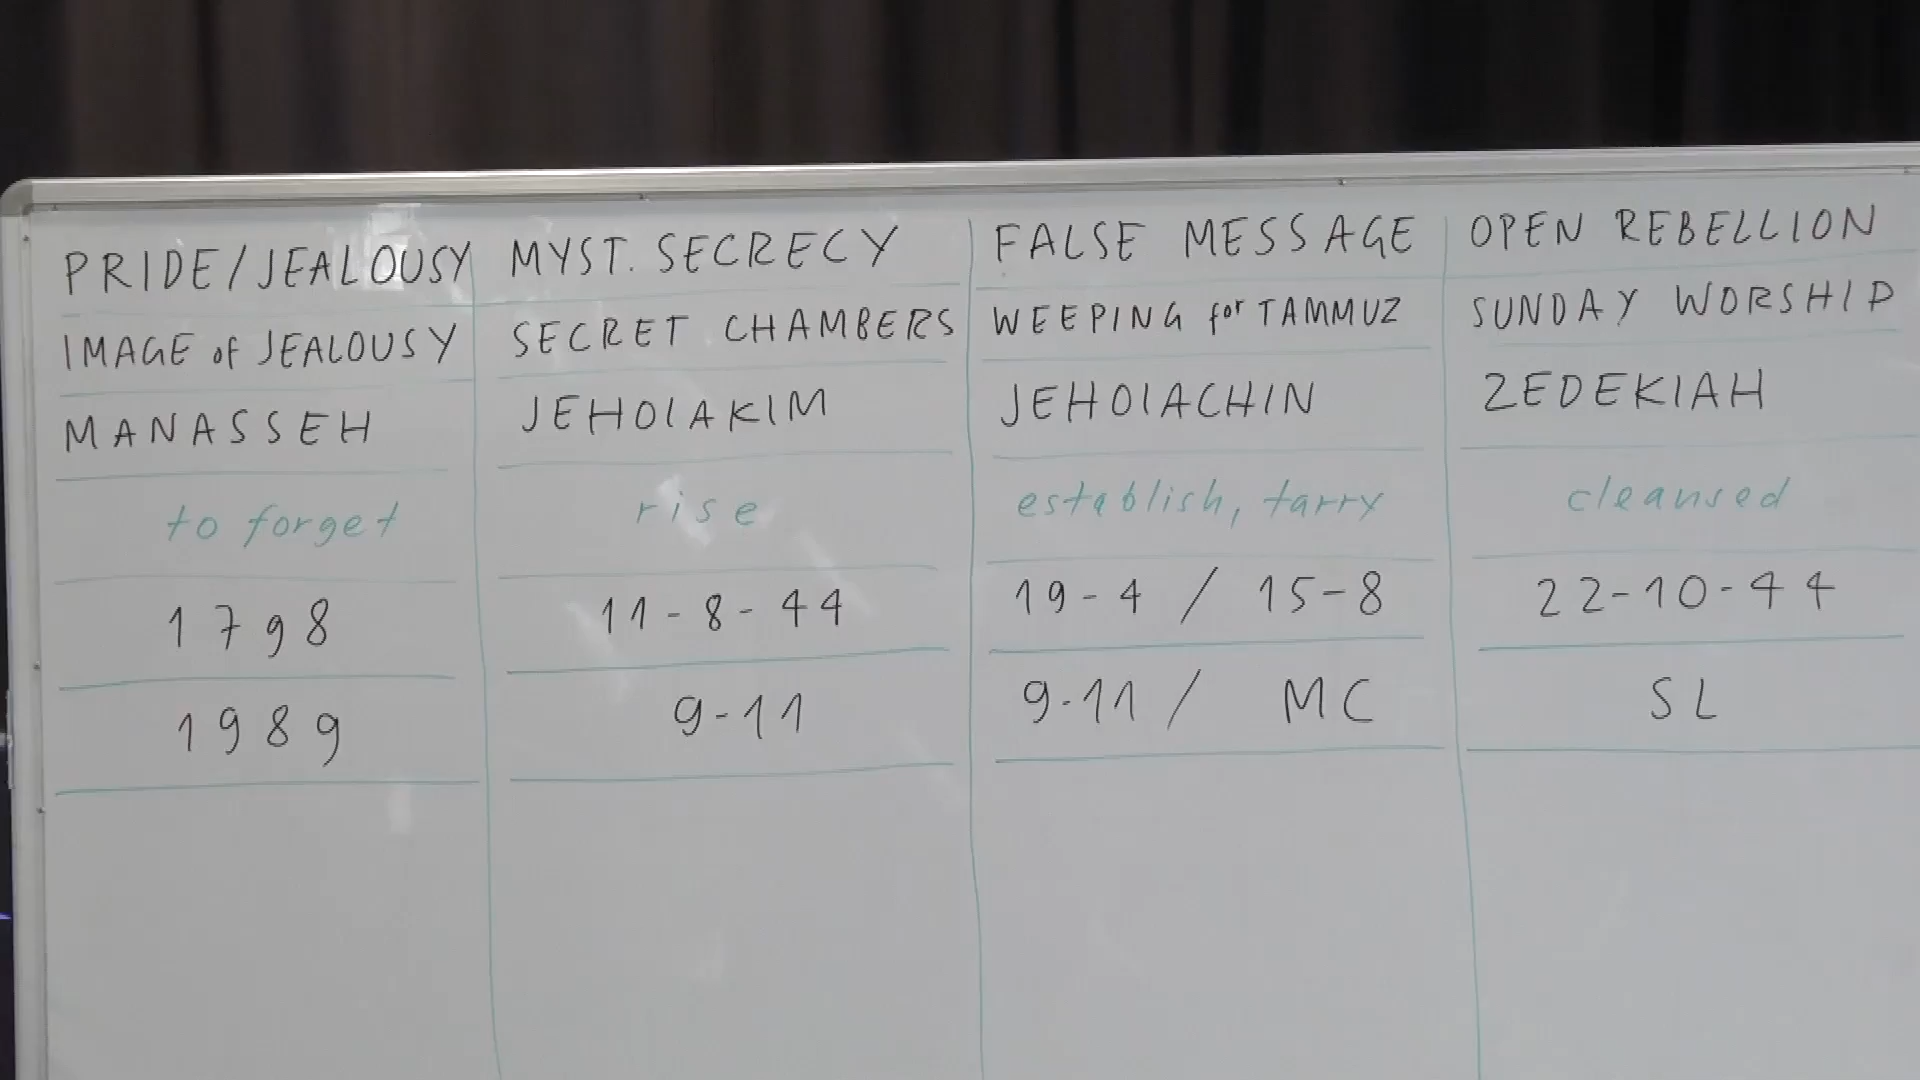 PRIDE/JEALOUSY MYST. SECRECY FALSE MESSAGE OPEN REBELLION
IMAGE of JEALOUSY SECRET CHAMBERS WEEPING for TAMMUZ SUNDAY WORSHIP
MANASSEH JEHOIAKIM JEHOIACHIN ZEDEKIAH
to forget rise establish, tarry cleansed
1798 11-8-44 19-4 / 15-8 22-10-44
1989 9-11 9-11 / MC SL